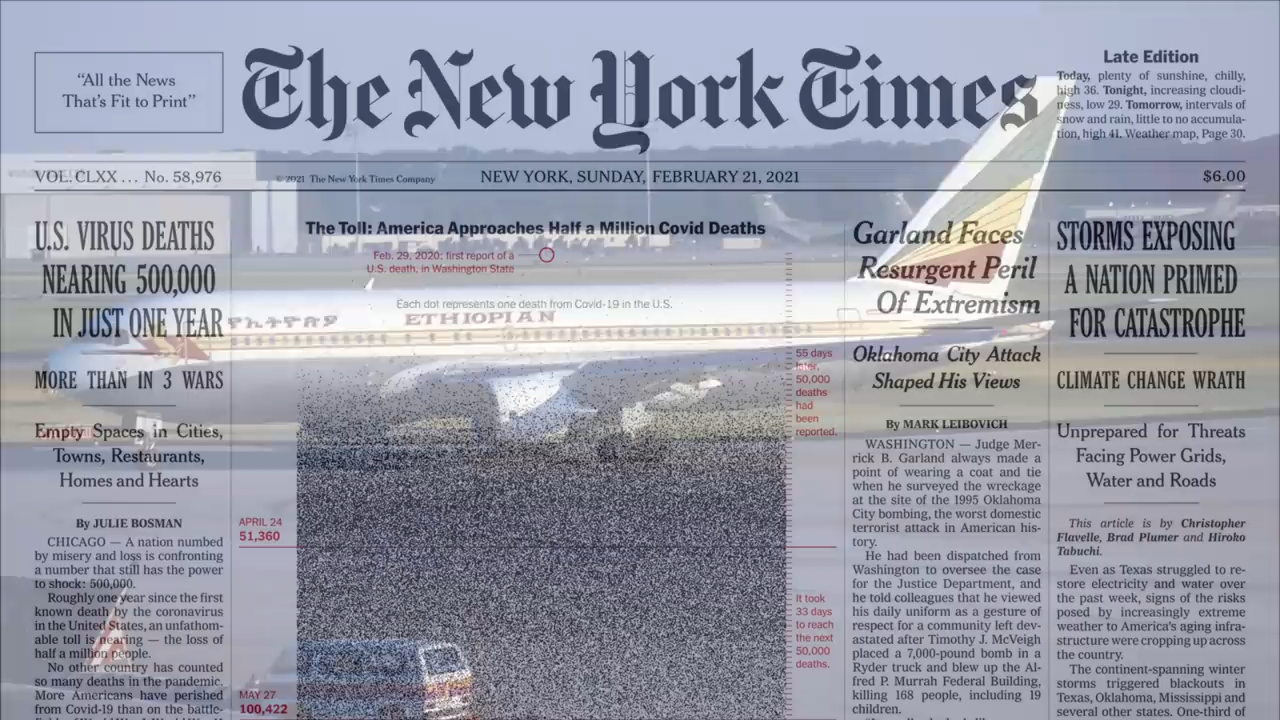 “All the News
That’s Fit to Print”
The New York Times
Late Edition
Today, plenty of sunshine, chilly,
high 36. Tonight, increasing cloudi-
ness, low 29. Tomorrow, intervals of
snow and rain, little to no accumula-
tion, high 41. Weather map, Page 30.
VOL. CLXX . . . No. 58,976
© 2021 The New York Times Company
NEW YORK, SUNDAY, FEBRUARY 21, 2021
$6.00
U.S. VIRUS DEATHS
NEARING 500,000
IN JUST ONE YEAR
MORE THAN IN 3 WARS
Empty Spaces in Cities,
Towns, Restaurants,
Homes and Hearts
By JULIE BOSMAN
CHICAGO — A nation numbed
by misery and loss is confronting
a number that still has the power
to shock: 500,000.
Roughly one year since the first
known death by the coronavirus
in the United States, an unfathom-
able toll is nearing — the loss of
half a million people.
No other country has counted
so many deaths in the pandemic.
More Americans have perished
from Covid-19 than on the battle-
The Toll: America Approaches Half a Million Covid Deaths
Feb. 29, 2020: first report of a
U.S. death, in Washington State
Each dot represents one death from Covid-19 in the U.S.
ETHIOPIAN
55 days
later,
50,000
deaths
had
been
reported.
APRIL 24
51,360
It took
33 days
to reach
the next
50,000
deaths.
MAY 27
100,422
Garland Faces
Resurgent Peril
Of Extremism
Oklahoma City Attack
Shaped His Views
By MARK LEIBOVICH
WASHINGTON — Judge Mer-
rick B. Garland always made a
point of wearing a coat and tie
when he surveyed the wreckage
at the site of the 1995 Oklahoma
City bombing, the worst domestic
terrorist attack in American his-
tory.
He had been dispatched from
Washington to oversee the case
for the Justice Department, and
he told colleagues that he viewed
his daily uniform as a gesture of
respect for a community left dev-
astated after Timothy J. McVeigh
placed a 7,000-pound bomb in a
Ryder truck and blew up the Al-
fred P. Murrah Federal Building,
killing 168 people, including 19
children.
STORMS EXPOSING
A NATION PRIMED
FOR CATASTROPHE
CLIMATE CHANGE WRATH
Unprepared for Threats
Facing Power Grids,
Water and Roads
This article is by Christopher
Flavelle, Brad Plumer and Hiroko
Tabuchi.
Even as Texas struggled to re-
store electricity and water over
the past week, signs of the risks
posed by increasingly extreme
weather to America’s aging infra-
structure were cropping up across
the country.
The continent-spanning winter
storms triggered blackouts in
Texas, Oklahoma, Mississippi and
several other states. One-third of